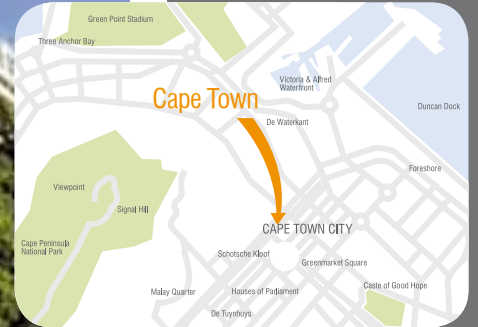 Green Point Stadium
Three Anchor Bay
Victoria & Alfred
Waterfront
Cape Town
Duncan Dock
De Waterkant
Foreshore
Viewpoint
Signal Hill
CAPE TOWN CITY
Cape Peninsula
National Park
Schotsche Kloof
Greenmarket Square
Malay Quarter
Houses of Parliament
Caste of Good Hope
De Tuynhuys